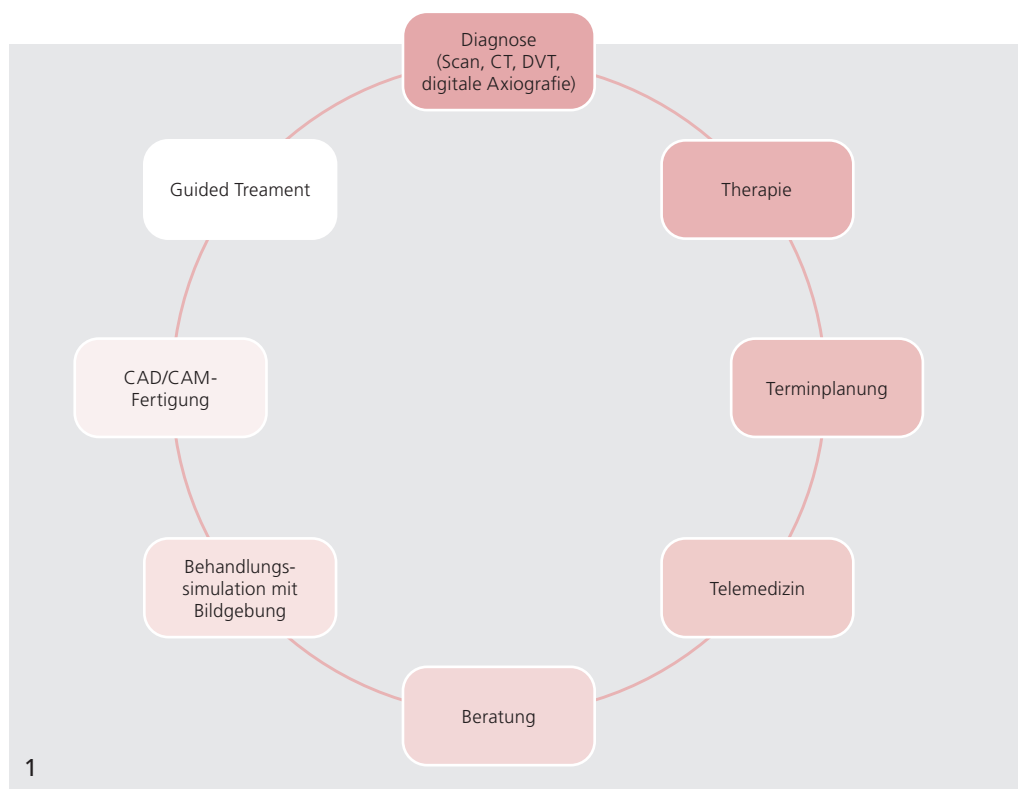 Diagnose
(Scan, CT, DVT,
digitale Axiografie)
Therapie
Terminplanung
Telemedizin
Beratung
Behandlungs-
simulation mit
Bildgebung
CAD/CAM-
Fertigung
Guided Treament
1